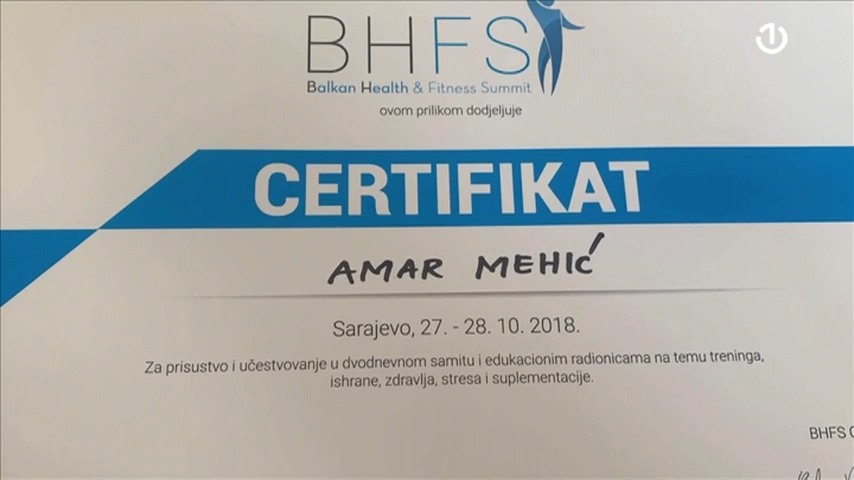 BHFS
Balkan Health & Fitness Summit
ovom prilikom dodjeljuje
CERTIFIKAT
AMAR MEHIĆ
Sarajevo, 27. - 28. 10. 2018.
Za prisustvo i učestvovanje u dvodnevnom samitu i edukacionim radionicama na temu treninga,
ishrane, zdravlja, stresa i suplementacije.
BHFS